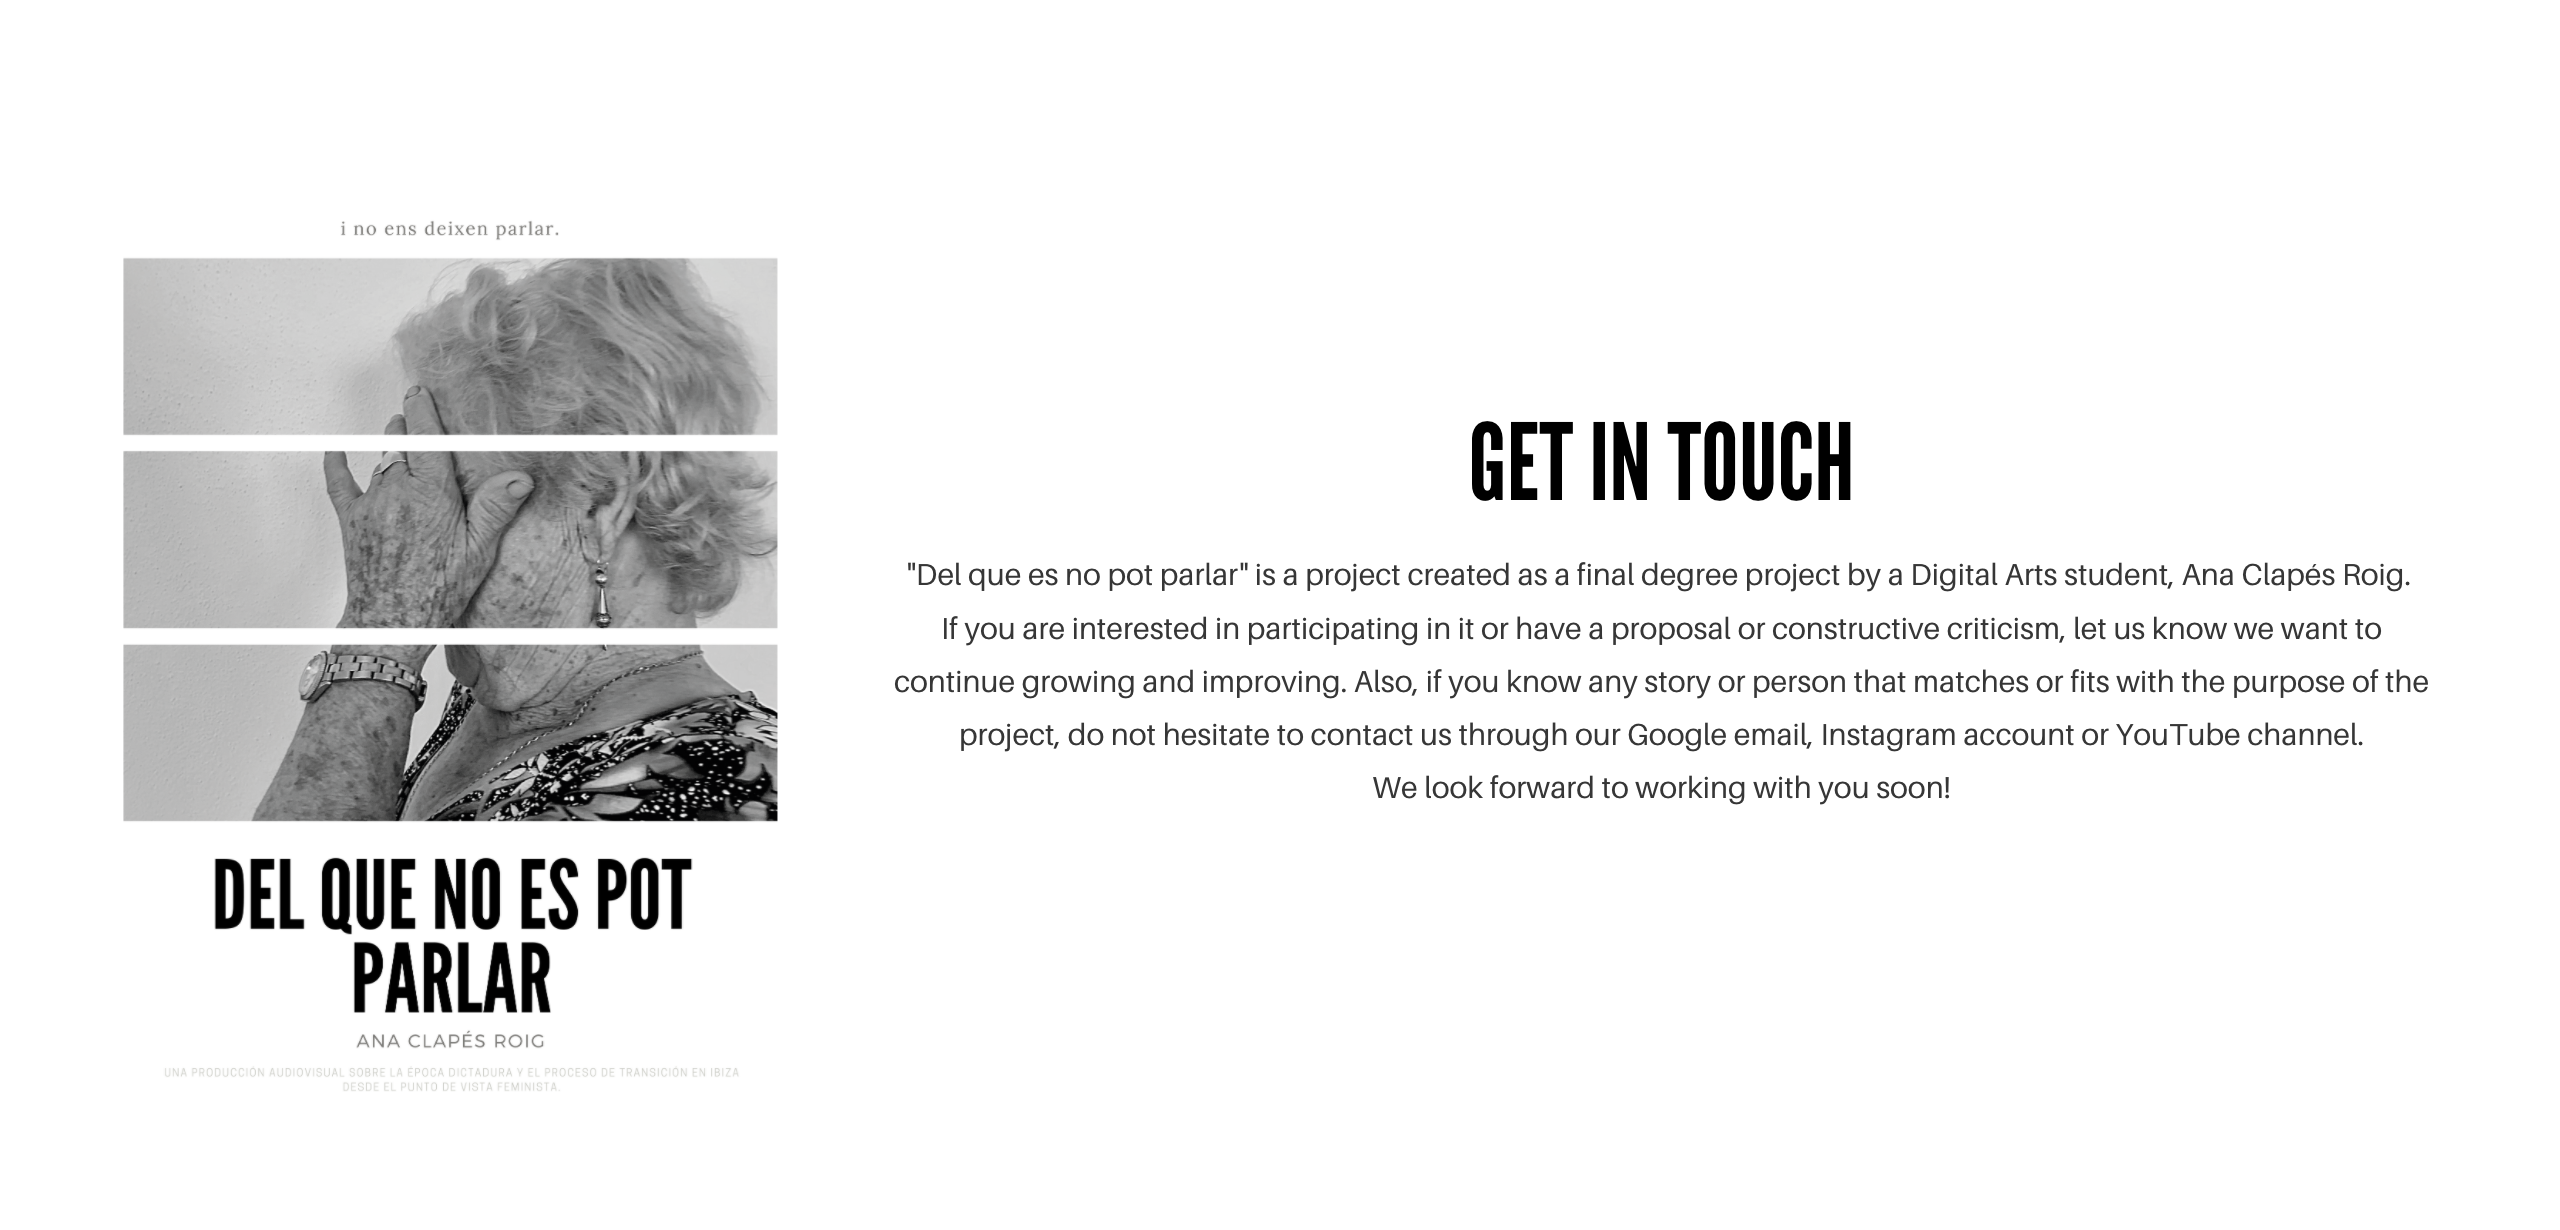 i no ens deixen parlar.
DEL QUE NO ES POT
PARLAR
ANA CLAPÉS ROIG
UNA PRODUCCIÓN AUDIOVISUAL SOBRE LA ÉPOCA DICTADURA Y EL PROCESO DE TRANSICIÓN EN IBIZA
DESDE EL PUNTO DE VISTA FEMINISTA.
GET IN TOUCH
"Del que es no pot parlar" is a project created as a final degree project by a Digital Arts student, Ana Clapés Roig.
If you are interested in participating in it or have a proposal or constructive criticism, let us know we want to
continue growing and improving. Also, if you know any story or person that matches or fits with the purpose of the
project, do not hesitate to contact us through our Google email, Instagram account or YouTube channel.
We look forward to working with you soon!